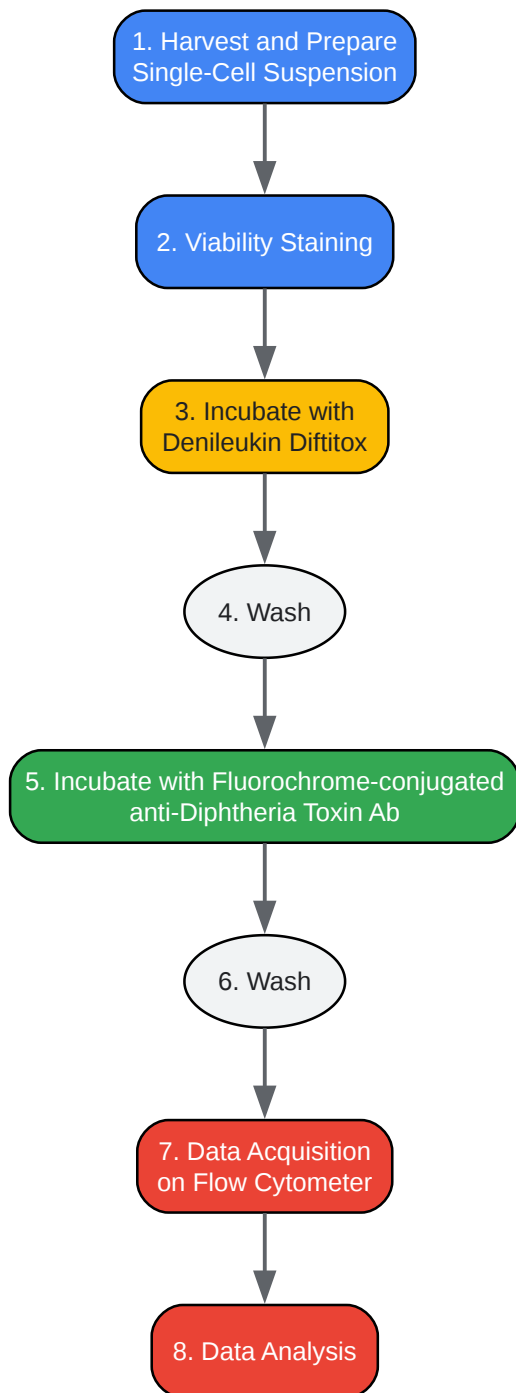 1. Harvest and Prepare
Single-Cell Suspension
2. Viability Staining
3. Incubate with
Denileukin Diftitox
4. Wash
5. Incubate with Fluorochrome-conjugated
anti-Diphtheria Toxin Ab
6. Wash
7. Data Acquisition
on Flow Cytometer
8. Data Analysis